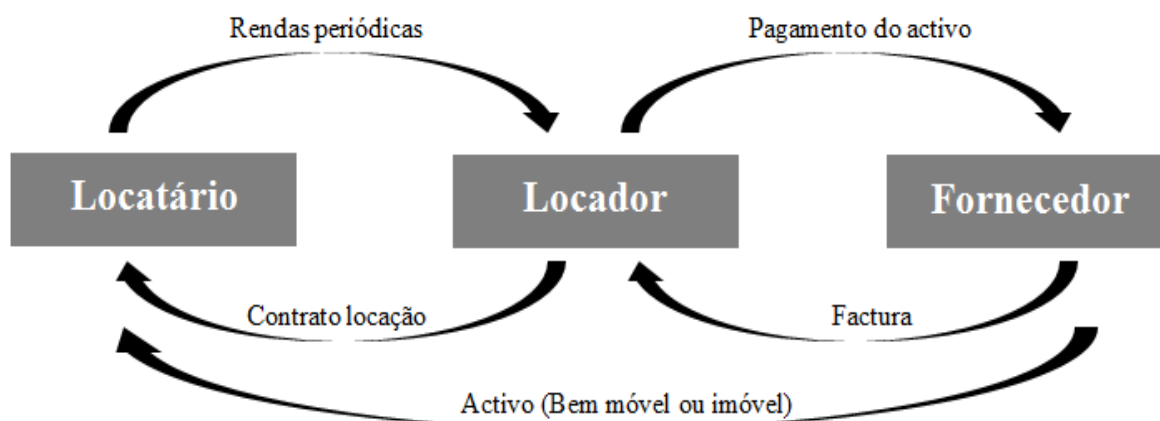 Rendas periódicas
Pagamento do activo
Locatário
Locador
Fornecedor
Contrato locação
Factura
Activo (Bem móvel ou imóvel)